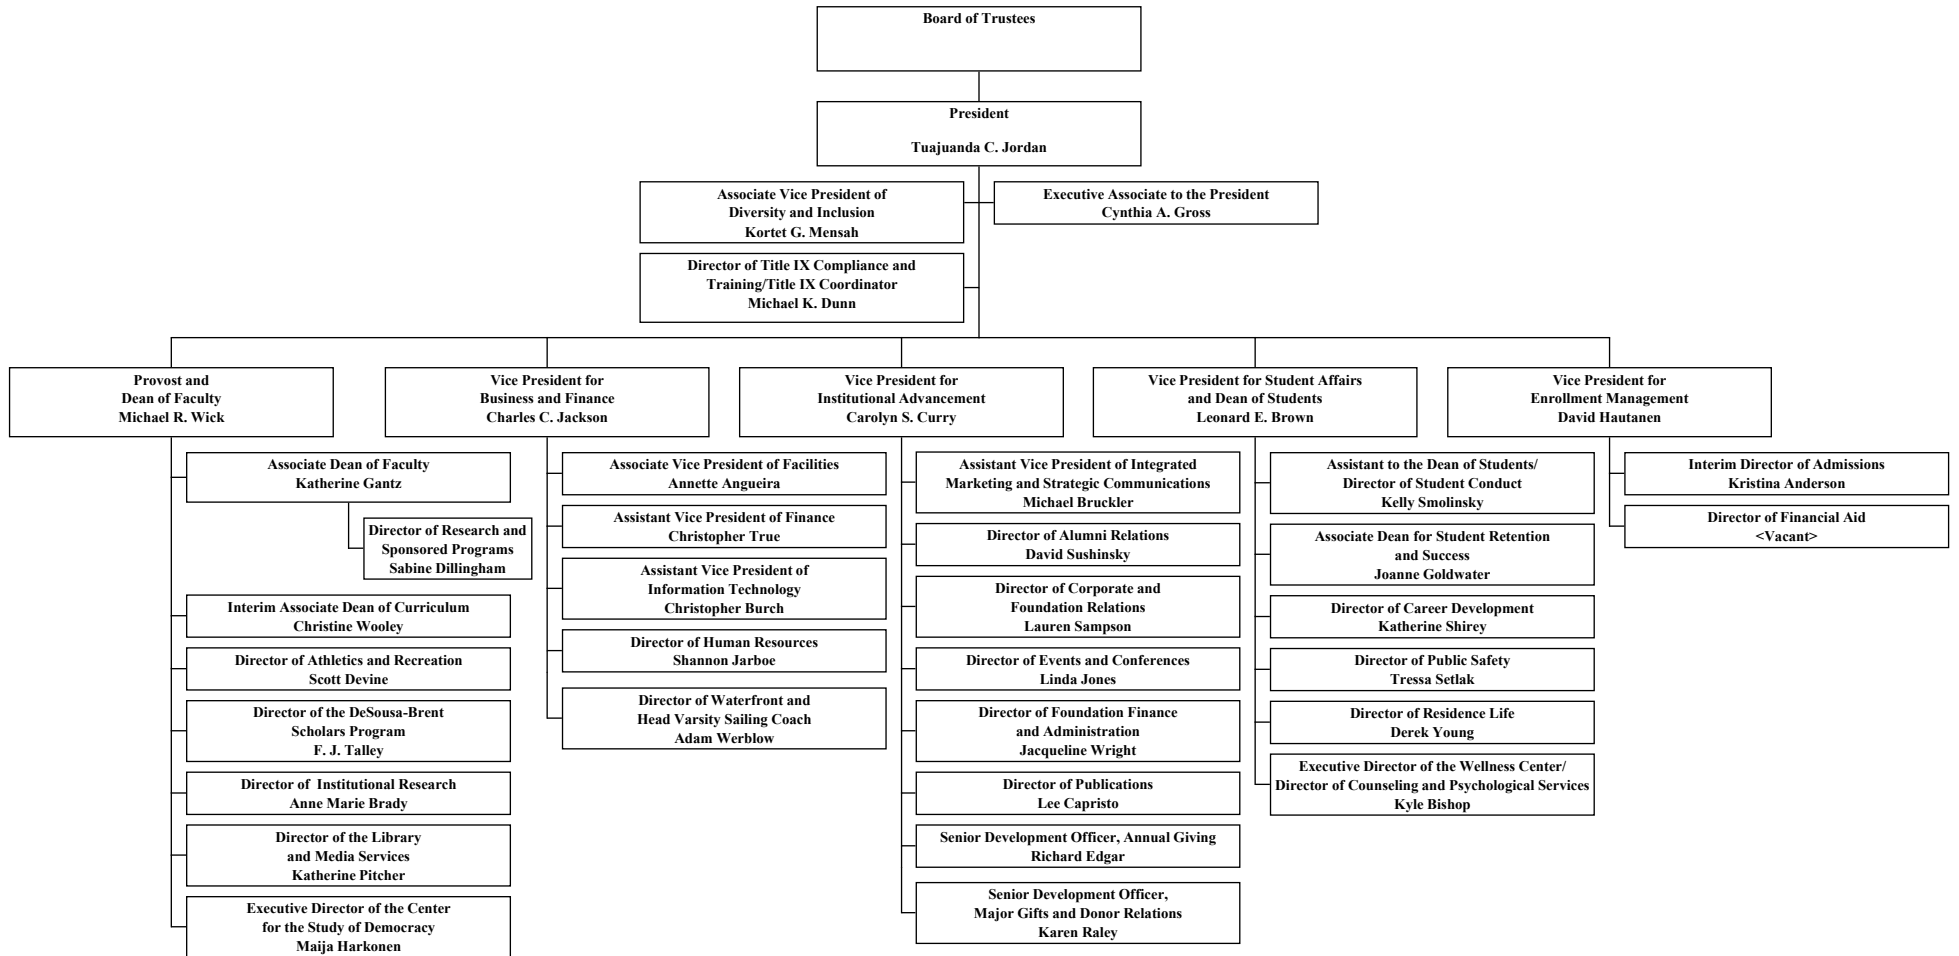 Board of Trustees
President
Tuajuanda C. Jordan
Associate Vice President of
Diversity and Inclusion
Kortet G. Mensah
Executive Associate to the President
Cynthia A. Gross
Director of Title IX Compliance and
Training/Title IX Coordinator
Michael K. Dunn
Provost and
Dean of Faculty
Michael R. Wick
Associate Dean of Faculty
Katherine Gantz
Director of Research and
Sponsored Programs
Sabine Dillingham
Interim Associate Dean of Curriculum
Christine Wooley
Director of Athletics and Recreation
Scott Devine
Director of the DeSousa-Brent
Scholars Program
F. J. Talley
Director of Institutional Research
Anne Marie Brady
Director of the Library
and Media Services
Katherine Pitcher
Executive Director of the Center
for the Study of Democracy
Maija Harkonen
Vice President for
Business and Finance
Charles C. Jackson
Associate Vice President of Facilities
Annette Angueira
Assistant Vice President of Finance
Christopher True
Assistant Vice President of
Information Technology
Christopher Burch
Director of Human Resources
Shannon Jarboe
Director of Waterfront and
Head Varsity Sailing Coach
Adam Werblow
Vice President for
Institutional Advancement
Carolyn S. Curry
Assistant Vice President of Integrated
Marketing and Strategic Communications
Michael Bruckler
Director of Alumni Relations
David Sushinsky
Director of Corporate and
Foundation Relations
Lauren Sampson
Director of Events and Conferences
Linda Jones
Director of Foundation Finance
and Administration
Jacqueline Wright
Director of Publications
Lee Capristo
Senior Development Officer, Annual Giving
Richard Edgar
Senior Development Officer,
Major Gifts and Donor Relations
Karen Raley
Vice President for Student Affairs
and Dean of Students
Leonard E. Brown
Assistant to the Dean of Students/
Director of Student Conduct
Kelly Smolinsky
Associate Dean for Student Retention
and Success
Joanne Goldwater
Director of Career Development
Katherine Shirey
Director of Public Safety
Tressa Setlak
Director of Residence Life
Derek Young
Executive Director of the Wellness Center/
Director of Counseling and Psychological Services
Kyle Bishop
Vice President for
Enrollment Management
David Hautanen
Interim Director of Admissions
Kristina Anderson
Director of Financial Aid
<Vacant>